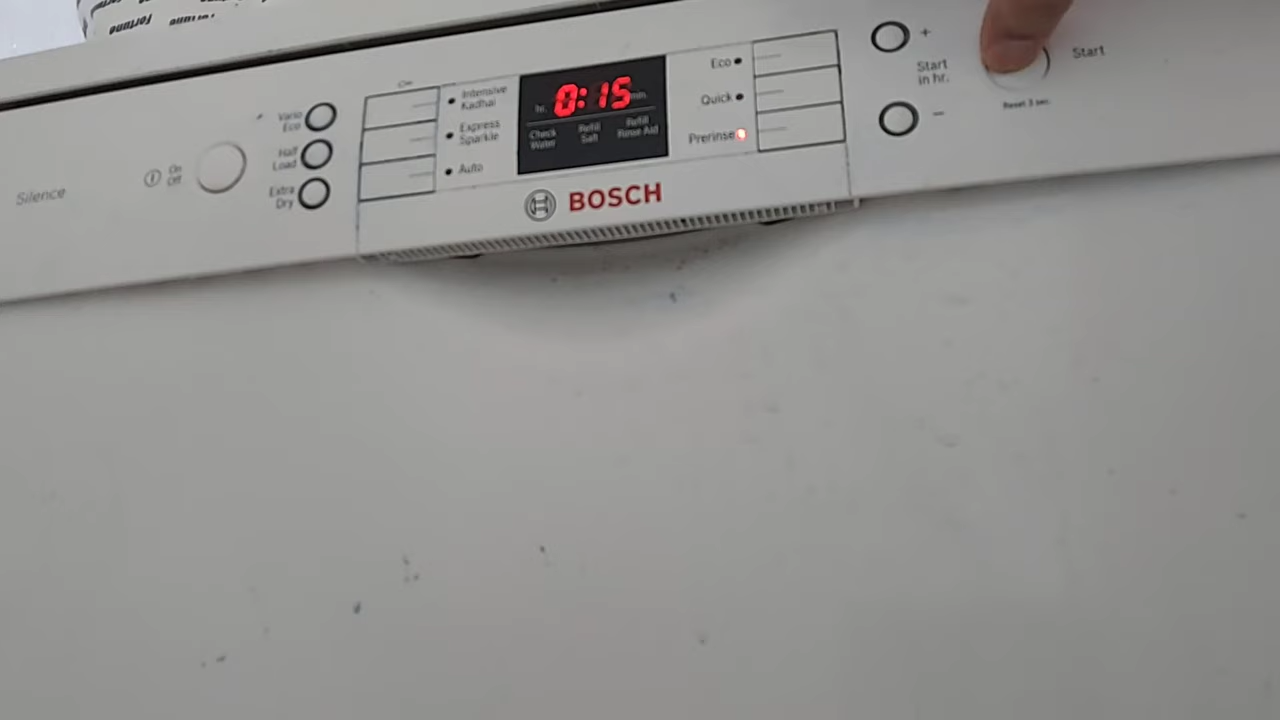 Fortune
Silence
On
Off
Vario
Eco
Half
Load
Extra
Dry
Intensive
Kadhai
Express
Sparkle
Auto
hr. 0:15 min.
Check
Water
Refill
Salt
Refill
Rinse Aid
BOSCH
Eco
Quick
Prerinse
+
Start
in hr.
-
Start
Reset 3 sec.